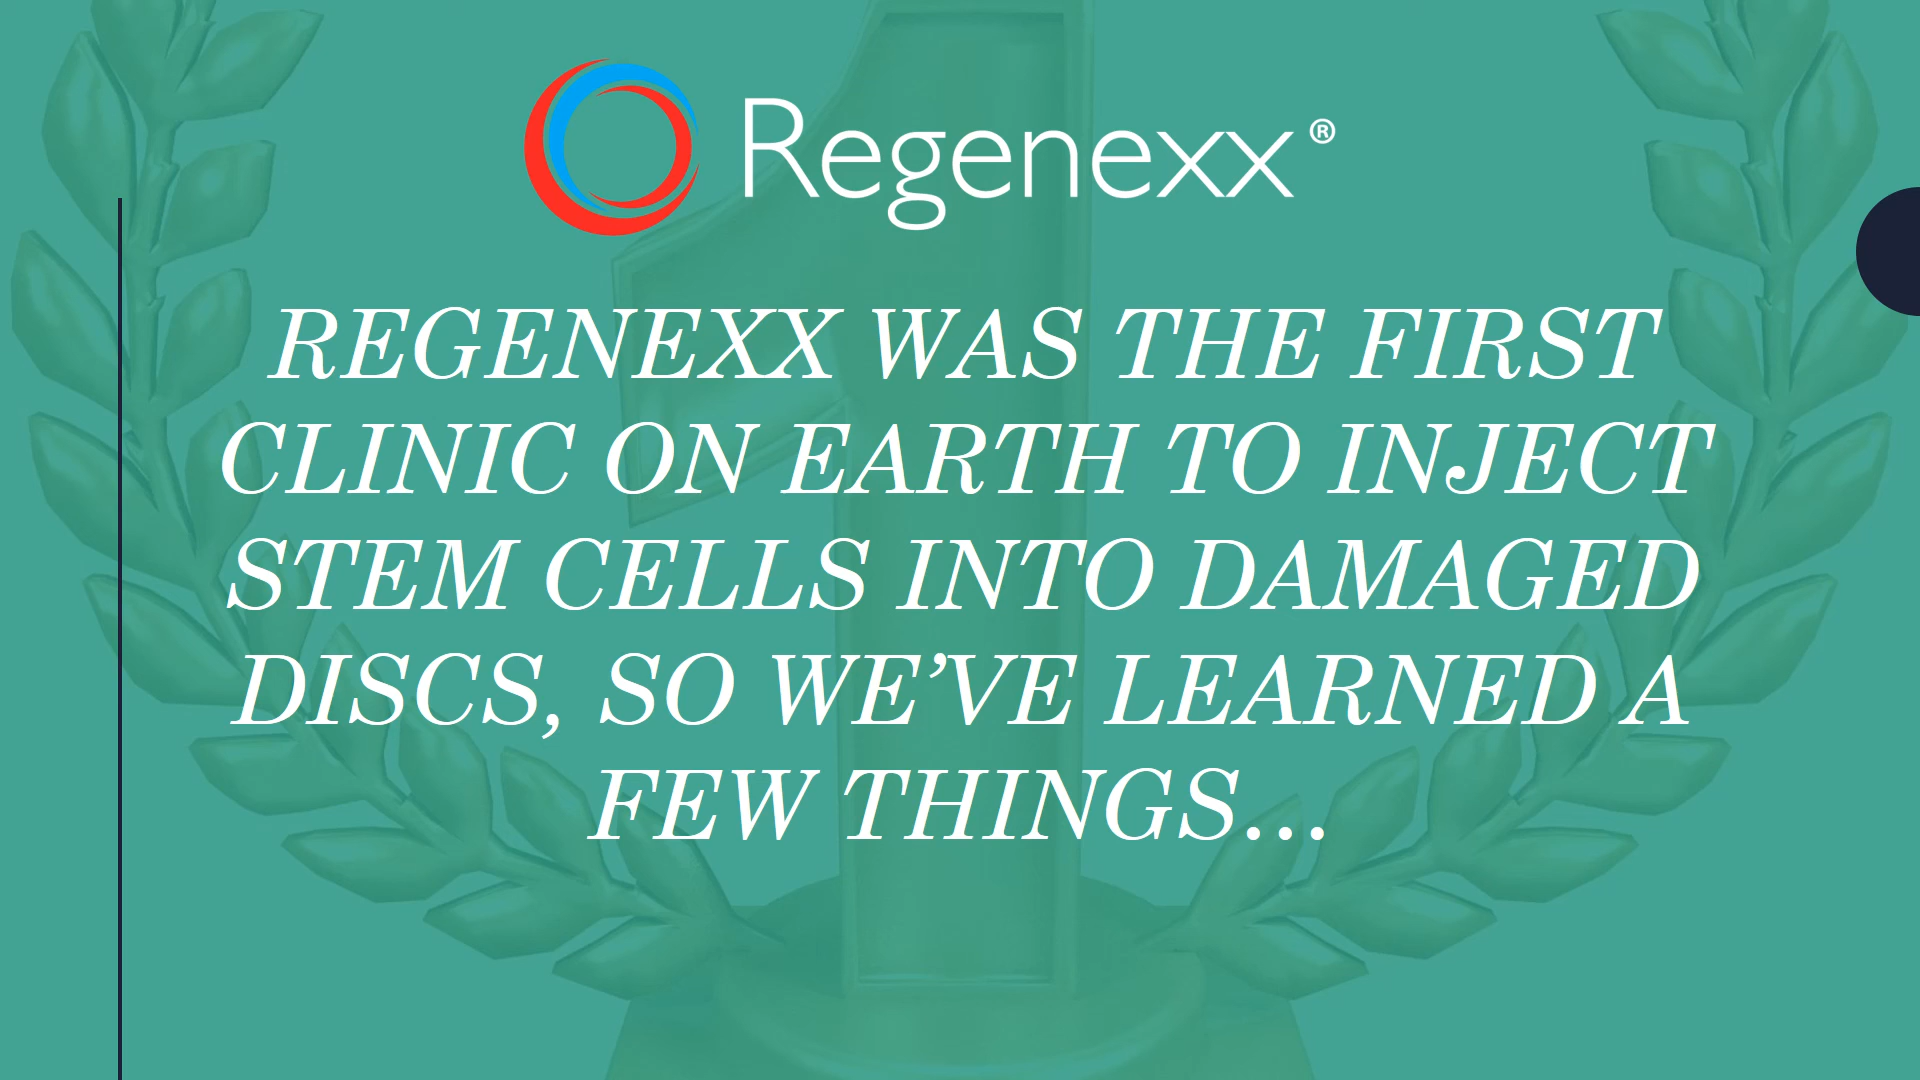 Regenexx®
REGENEXX WAS THE FIRST
CLINIC ON EARTH TO INJECT
STEM CELLS INTO DAMAGED
DISCS, SO WE’VE LEARNED A
FEW THINGS…